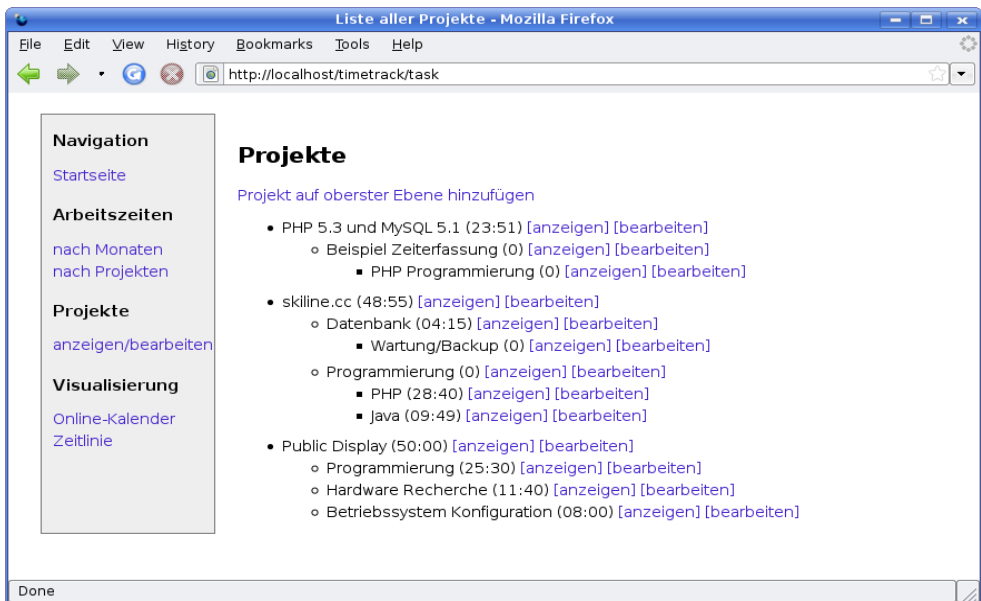 Liste aller Projekte - Mozilla Firefox
File Edit View History Bookmarks Tools Help
http://localhost/timetrack/task
Navigation
Startseite
Arbeitszeiten
nach Monaten
nach Projekten
Projekte
anzeigen/bearbeiten
Visualisierung
Online-Kalender
Zeitlinie
Projekte
Projekt auf oberster Ebene hinzufügen
PHP 5.3 und MySQL 5.1 (23:51) [anzeigen] [bearbeiten]
Beispiel Zeiterfassung (0) [anzeigen] [bearbeiten]
PHP Programmierung (0) [anzeigen] [bearbeiten]
skiline.cc (48:55) [anzeigen] [bearbeiten]
Datenbank (04:15) [anzeigen] [bearbeiten]
Wartung/Backup (0) [anzeigen] [bearbeiten]
Programmierung (0) [anzeigen] [bearbeiten]
PHP (28:40) [anzeigen] [bearbeiten]
Java (09:49) [anzeigen] [bearbeiten]
Public Display (50:00) [anzeigen] [bearbeiten]
Programmierung (25:30) [anzeigen] [bearbeiten]
Hardware Recherche (11:40) [anzeigen] [bearbeiten]
Betriebssystem Konfiguration (08:00) [anzeigen] [bearbeiten]
Done